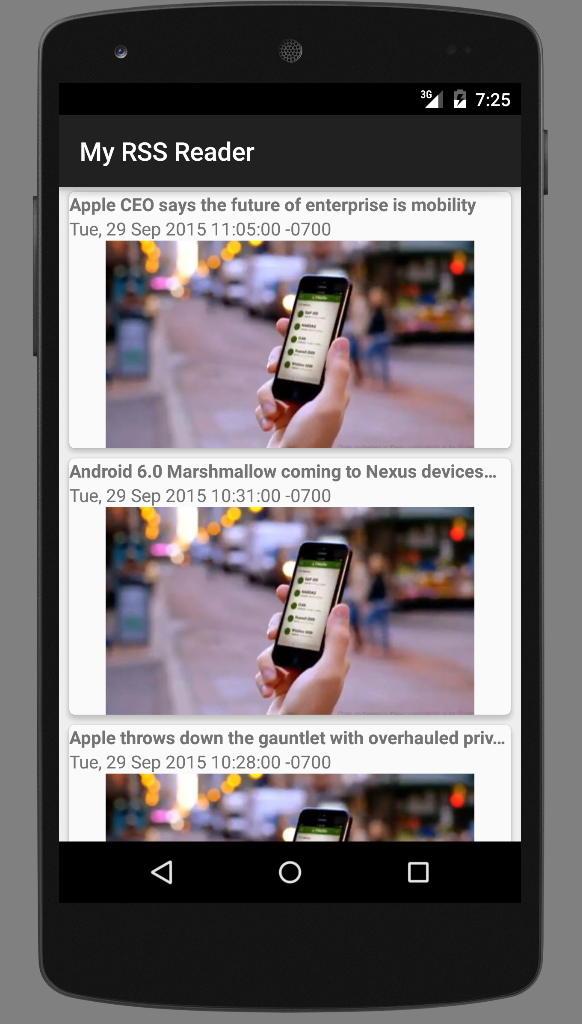 3G 7:25
My RSS Reader
Apple CEO says the future of enterprise is mobility
Tue, 29 Sep 2015 11:05:00 -0700
Android 6.0 Marshmallow coming to Nexus devices…
Tue, 29 Sep 2015 10:31:00 -0700
Apple throws down the gauntlet with overhauled priv…
Tue, 29 Sep 2015 10:28:00 -0700